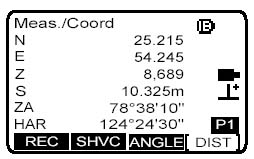 Meas./Coord
N 25.215
E 54.245
Z 8,689
S 10.325m
ZA 78°38'10"
HAR 124°24'30" P1
REC SHVC ANGLE DIST